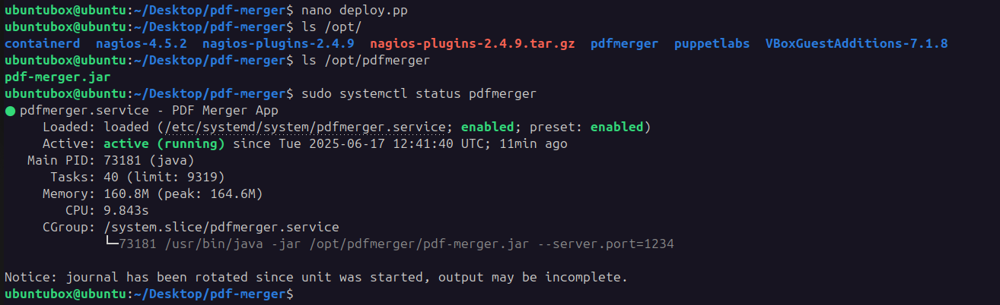 ubuntubox@ubuntu:~/Desktop/pdf-merger$ nano deploy.pp
ubuntubox@ubuntu:~/Desktop/pdf-merger$ ls /opt/
containerd  nagios-4.5.2  nagios-plugins-2.4.9  nagios-plugins-2.4.9.tar.gz  pdfmerger  puppetlabs  VBoxGuestAdditions-7.1.8
ubuntubox@ubuntu:~/Desktop/pdf-merger$ ls /opt/pdfmerger
pdf-merger.jar
ubuntubox@ubuntu:~/Desktop/pdf-merger$ sudo systemctl status pdfmerger
● pdfmerger.service - PDF Merger App
     Loaded: loaded (/etc/systemd/system/pdfmerger.service; enabled; preset: enabled)
     Active: active (running) since Tue 2025-06-17 12:41:40 UTC; 11min ago
   Main PID: 73181 (java)
      Tasks: 40 (limit: 9319)
     Memory: 160.8M (peak: 164.6M)
        CPU: 9.843s
     CGroup: /system.slice/pdfmerger.service
             └─73181 /usr/bin/java -jar /opt/pdfmerger/pdf-merger.jar --server.port=1234
Notice: journal has been rotated since unit was started, output may be incomplete.
ubuntubox@ubuntu:~/Desktop/pdf-merger$